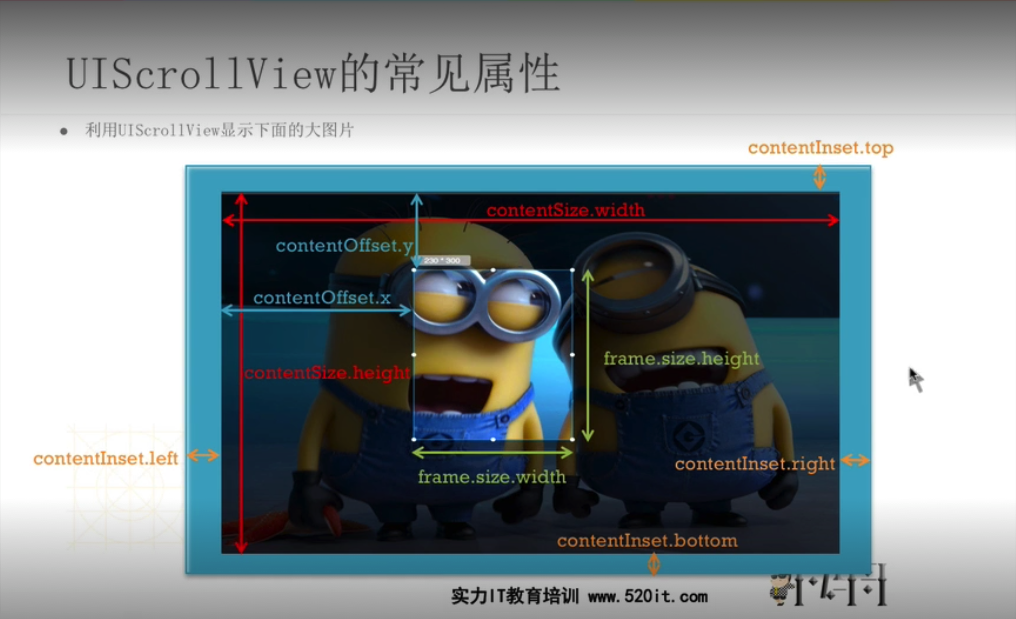 UIScrollView的常见属性
利用UIScrollView显示下面的大图片
contentInset.top
contentSize.width
contentOffset.y
230 * 300
contentOffset.x
frame.size.height
contentSize.height
contentInset.left
contentInset.right
frame.size.width
contentInset.bottom
实力IT教育培训 www.520it.com